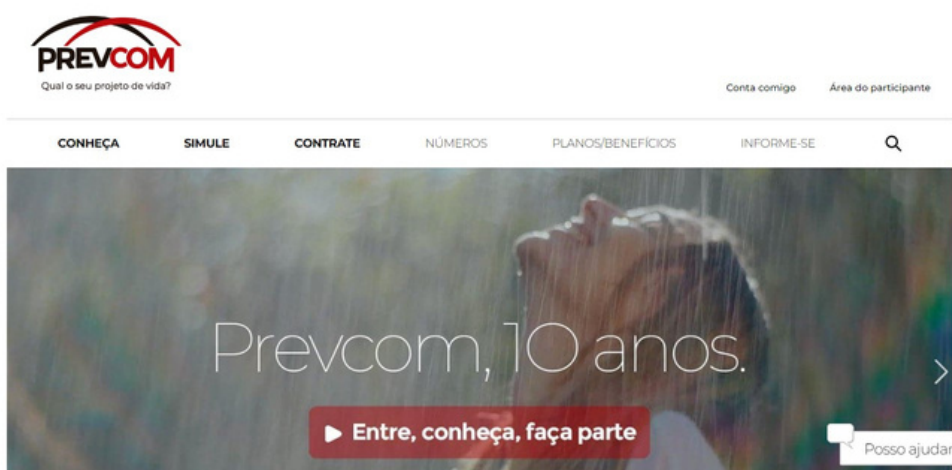 PREVCOM
Qual o seu projeto de vida?
Conta comigo Área do participante
CONHEÇA SIMULE CONTRATE NÚMEROS PLANOS/BENEFÍCIOS INFORME-SE
Prevcom, 10 anos.
Entre, conheça, faça parte
Posso ajudar